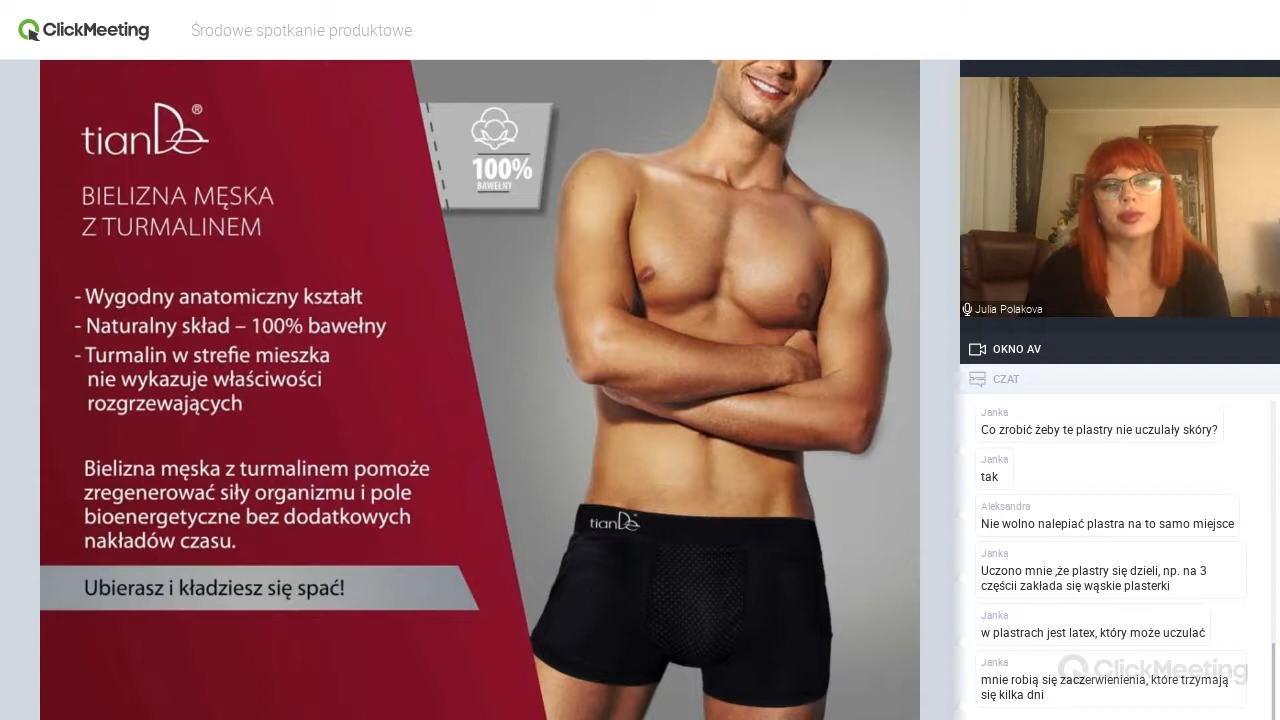 ClickMeeting
Środowe spotkanie produktowe
tianDe®
BIELIZNA MĘSKA
Z TURMALINEM
- Wygodny anatomiczny kształt
- Naturalny skład – 100% bawełny
- Turmalin w strefie mieszka
nie wykazuje właściwości
rozgrzewających
Bielizna męska z turmalinem pomoże
zregenerować siły organizmu i pole
bioenergetyczne bez dodatkowych
nakładów czasu.
Ubierasz i kładziesz się spać!
100%
BAWEŁNY
tianDe
Julia Polakova
OKNO AV
CZAT
Janka
Co zrobić żeby te plastry nie uczulały skóry?
Janka
tak
Aleksandra
Nie wolno nalepiać plastra na to samo miejsce
Janka
Uczono mnie ,że plastry się dzieli, np. na 3
częścii zakłada się wąskie plasterki
Janka
w plastrach jest latex, który może uczulać
Janka
mnie robią się zaczerwienienia, które trzymają
się kilka dni
ClickMeeting